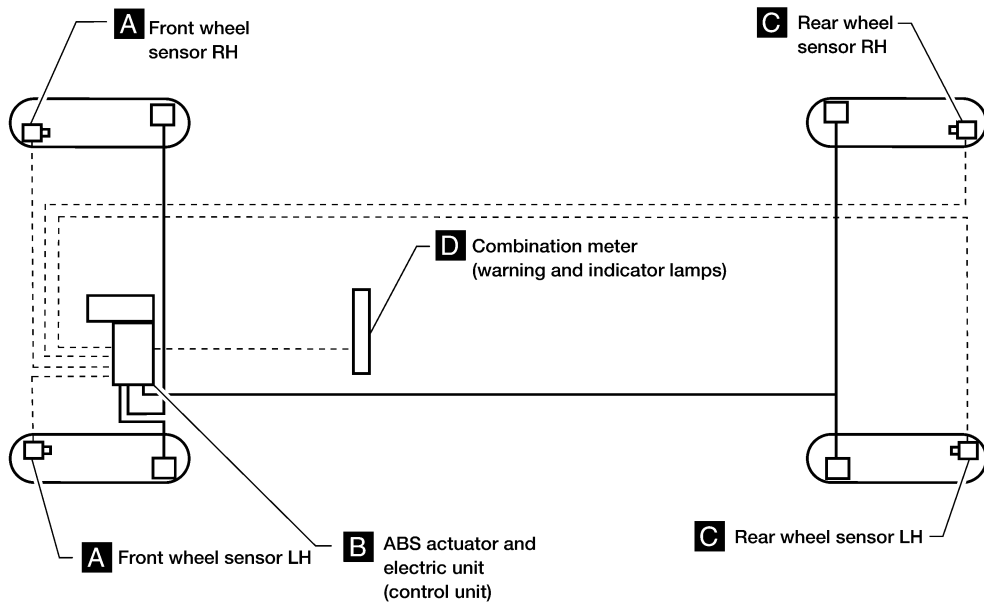 A Front wheel
sensor RH
C Rear wheel
sensor RH
D Combination meter
(warning and indicator lamps)
A Front wheel sensor LH
B ABS actuator and
electric unit
(control unit)
C Rear wheel sensor LH